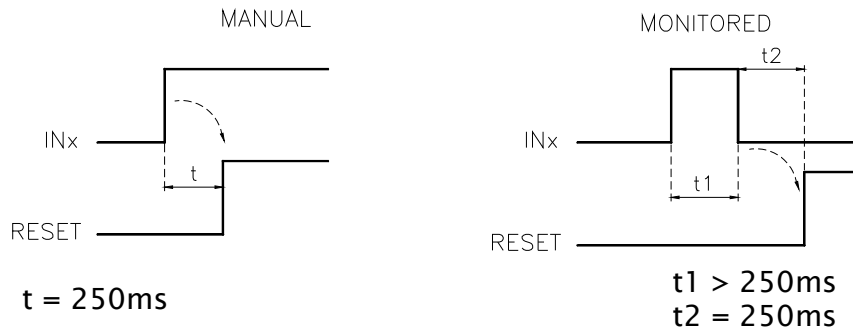 MANUAL
INx
t
RESET
t = 250ms
MONITORED
t2
INx
t1
RESET
t1 > 250ms
t2 = 250ms